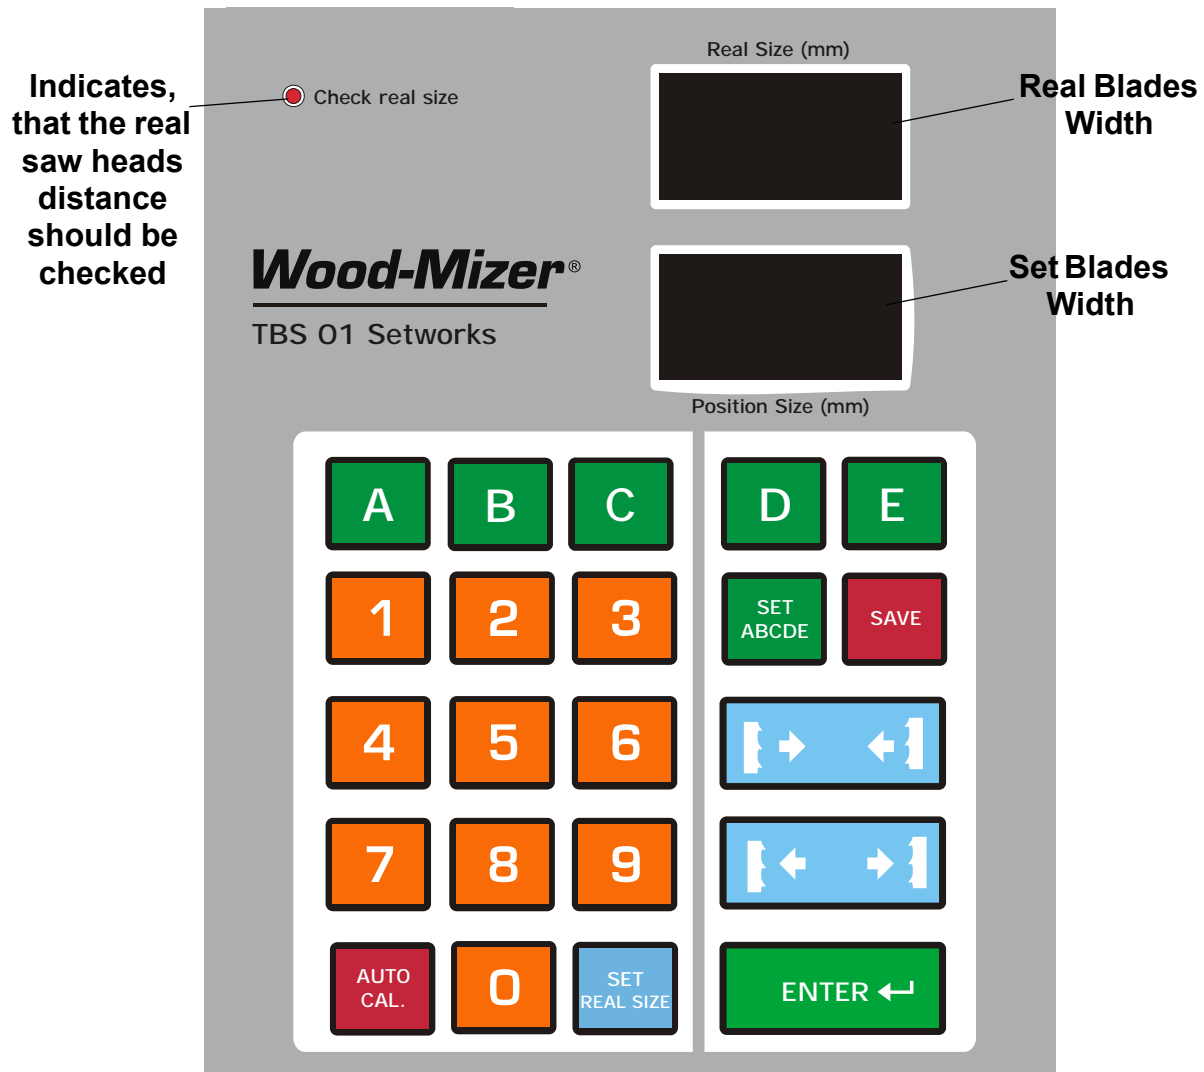 Real Size (mm)
Indicates,
that the real
saw heads
distance
should be
checked
Check real size
Real Blades
Width
Wood-Mizer®
TBS 01 Setworks
Set Blades
Width
Position Size (mm)
A B C D E
1 2 3
SET
ABCDE
SAVE
4 5 6
7 8 9
AUTO
CAL.
0
SET
REAL SIZE
ENTER